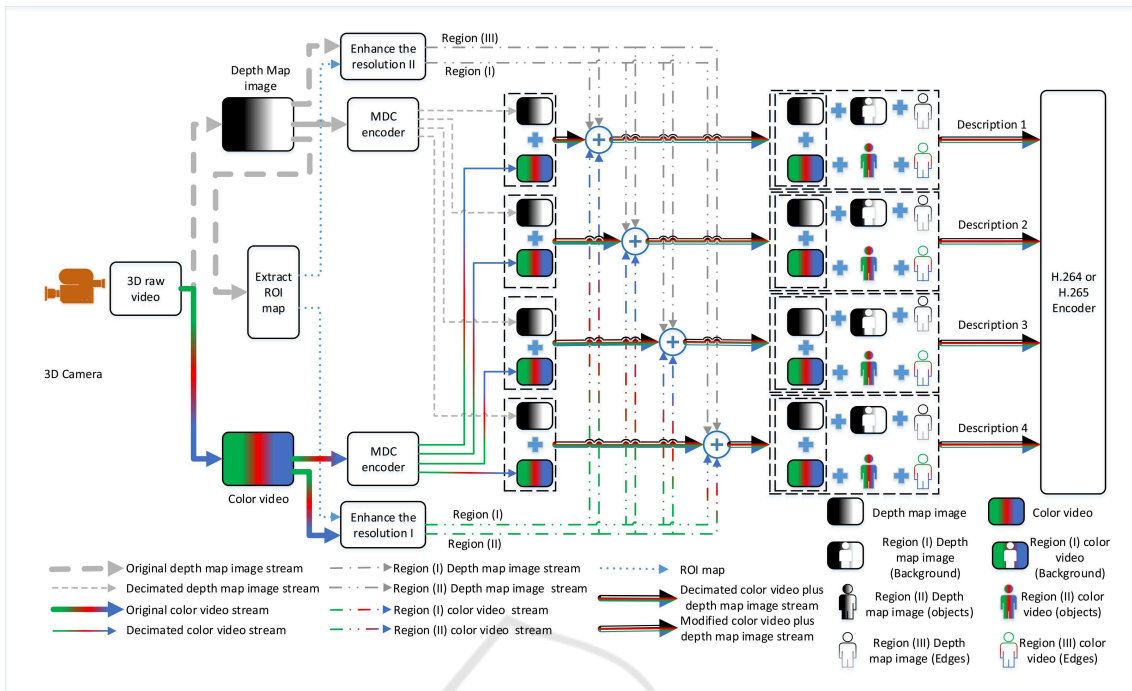 Region (III)
Enhance the
resolution II
Region (I)
Depth Map
image
MDC
encoder
Description 1
Description 2
3D raw
video
Extract
ROI
map
H.264 or
H.265
Encoder
Description 3
3D Camera
Description 4
MDC
encoder
Color video
Enhance the
resolution I
Region (I)
Region (II)
Depth map image
Color video
Region (I) Depth
map image
(Background)
Region (I) color
video
(Background)
Region (II) Depth
map image (objects)
Region (II) color
video (objects)
Region (III) Depth
map image (Edges)
Region (III) color
video (Edges)
Original depth map image stream
Decimated depth map image stream
Original color video stream
Decimated color video stream
Region (I) Depth map image stream
Region (II) Depth map image stream
Region (I) color video stream
Region (II) color video stream
ROI map
Decimated color video plus
depth map image stream
Modified color video plus
depth map image stream